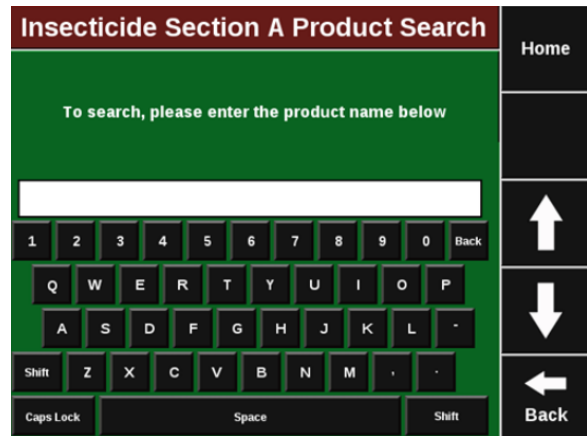 Insecticide Section A Product Search
Home
To search, please enter the product name below
1 2 3 4 5 6 7 8 9 0 Back
Q W E R T Y U I O P
A S D F G H J K L -
Shift Z X C V B N M , .
Caps Lock Space Shift
Back